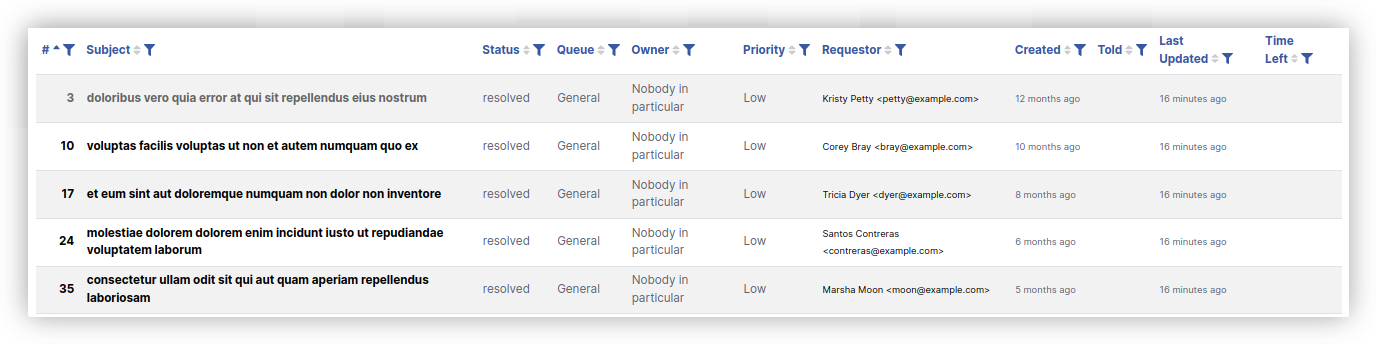 # Subject Status Queue Owner Priority Requestor Created Told Last Updated Time Left
3 doloribus vero quia error at qui sit repellendus eius nostrum resolved General Nobody in particular Low Kristy Petty <petty@example.com> 12 months ago 16 minutes ago
10 voluptas facilis voluptas ut non et autem numquam quo ex resolved General Nobody in particular Low Corey Bray <bray@example.com> 10 months ago 16 minutes ago
17 et eum sint aut doloremque numquam non dolor non inventore resolved General Nobody in particular Low Tricia Dyer <dyer@example.com> 8 months ago 16 minutes ago
24 molestiae dolorem dolorem enim incidunt iusto ut repudiandae voluptatem laborum resolved General Nobody in particular Low Santos Contreras <contreras@example.com> 6 months ago 16 minutes ago
35 consectetur ullam odit sit qui aut quam aperiam repellendus laboriosam resolved General Nobody in particular Low Marsha Moon <moon@example.com> 5 months ago 16 minutes ago